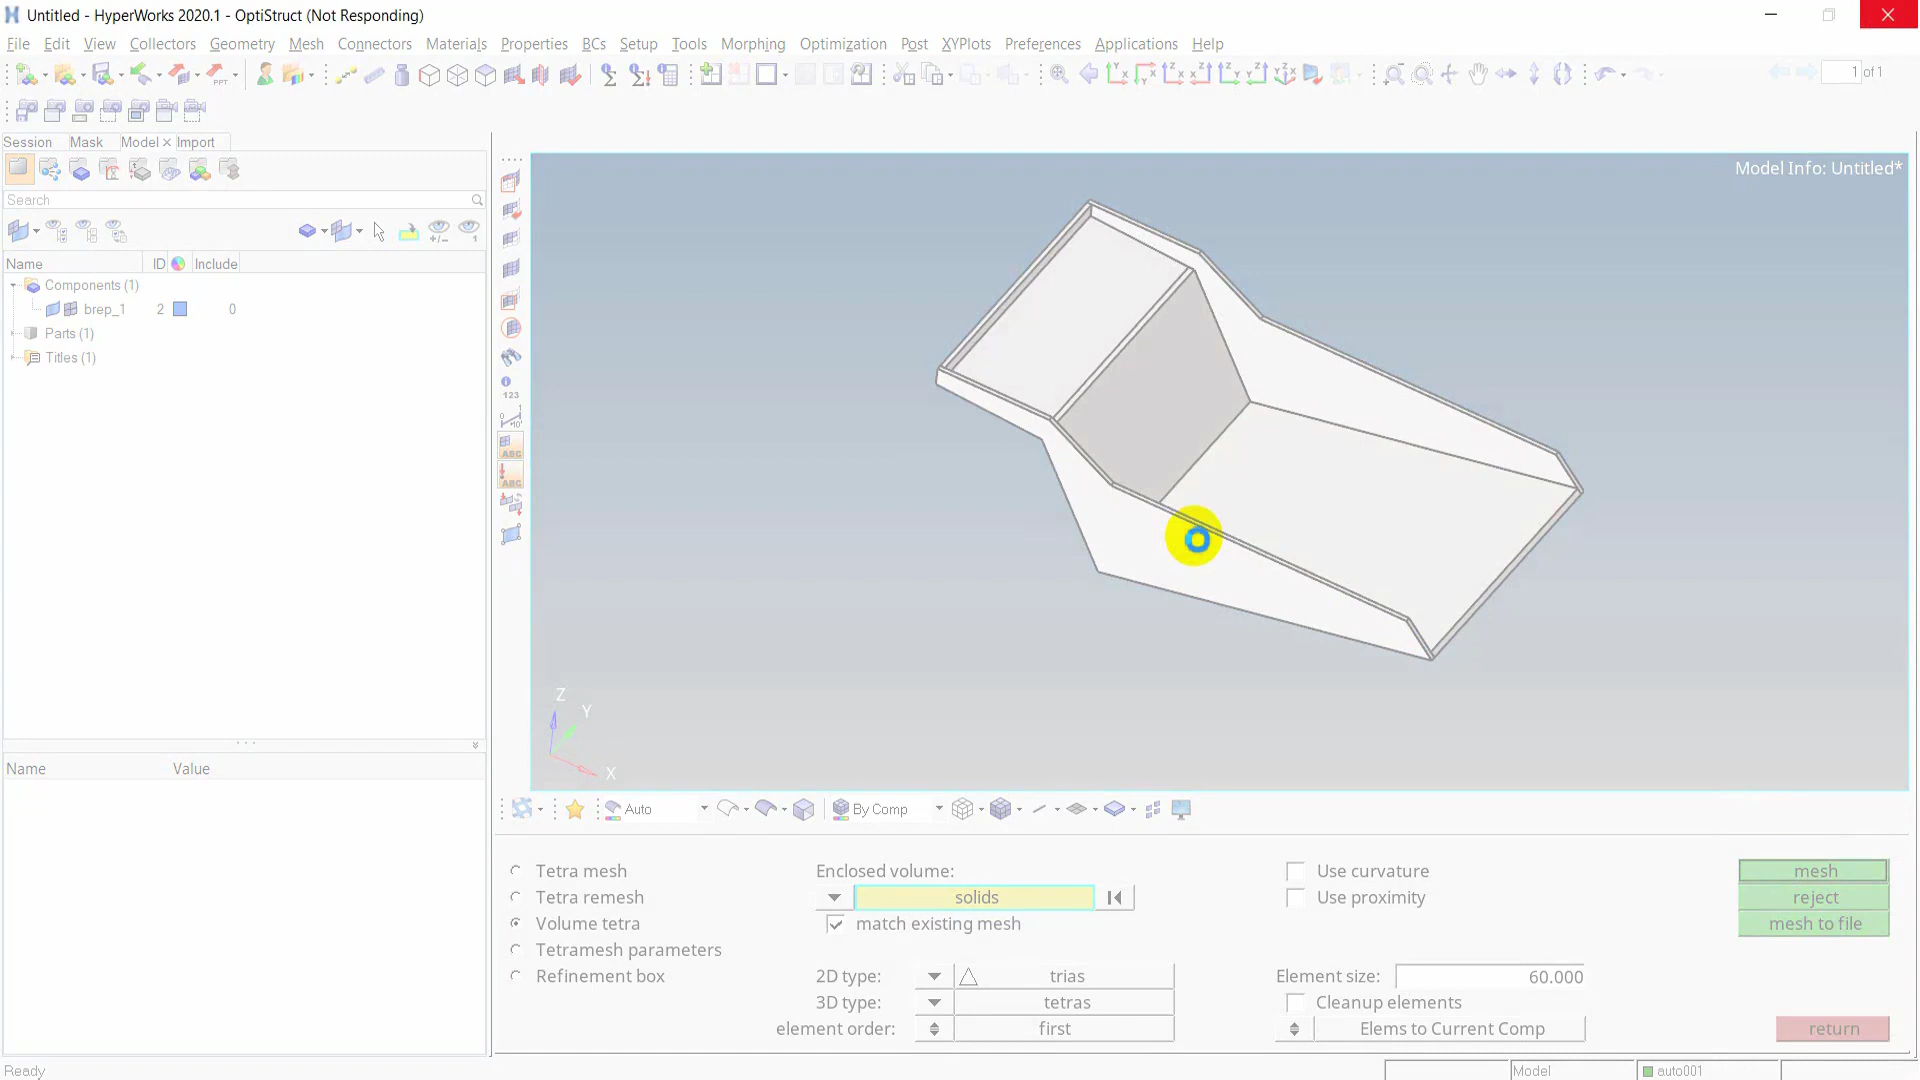 Untitled - HyperWorks 2020.1 - OptiStruct (Not Responding)
File Edit View Collectors Geometry Mesh Connectors Materials Properties BCs Setup Tools Morphing Optimization Post XYPlots Preferences Applications Help
1 of 1
Session Mask Model × Import
Model Info: Untitled*
Search
Name ID Include
Components (1)
brep_1 2 0
Parts (1)
Titles (1)
123
ABC
ABC
Z
Y
X
Name Value
Auto By Comp
Tetra mesh Enclosed volume: Use curvature mesh
Tetra remesh solids Use proximity reject
Volume tetra match existing mesh mesh to file
Tetramesh parameters
Refinement box 2D type: trias Element size: 60.000
3D type: tetras Cleanup elements
element order: first Elems to Current Comp return
Ready Model auto001